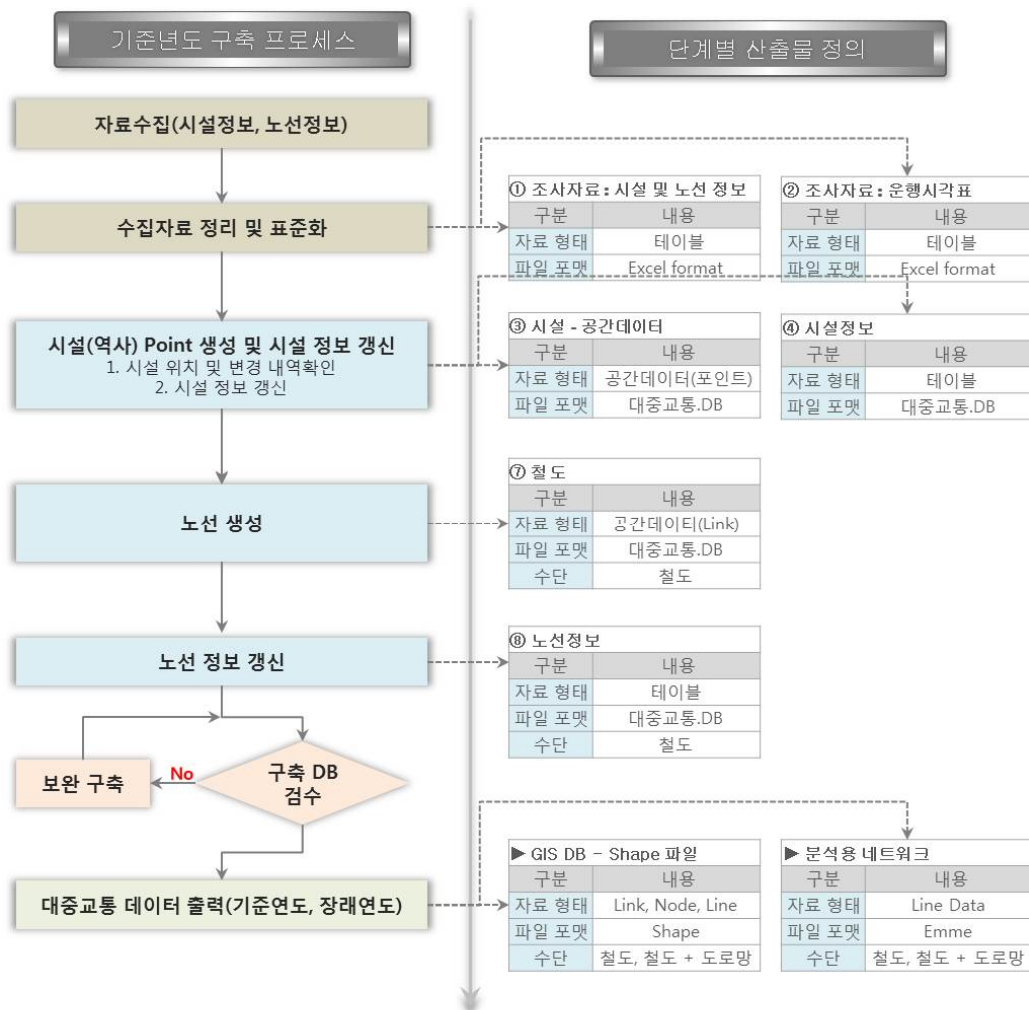 기준년도 구축 프로세스
단계별 산출물 정의
자료수집(시설정보, 노선정보)
수집자료 정리 및 표준화
① 조사자료 : 시설 및 노선 정보
구분 내용
자료 형태 테이블
파일 포맷 Excel format
② 조사자료 : 운행시각표
구분 내용
자료 형태 테이블
파일 포맷 Excel format
시설(역사) Point 생성 및 시설 정보 갱신
1. 시설 위치 및 변경 내역확인
2. 시설 정보 갱신
③ 시설 - 공간데이터
구분 내용
자료 형태 공간데이터(포인트)
파일 포맷 대중교통.DB
④ 시설정보
구분 내용
자료 형태 테이블
파일 포맷 대중교통.DB
노선 생성
⑦ 철도
구분 내용
자료 형태 공간데이티(Link)
파일 포맷 대중교통.DB
수단 철도
노선 정보 갱신
⑧ 노선정보
구분 내용
자료 형태 테이블
파일 포맷 대중교통.DB
수단 철도
보완 구축
No
구축 DB
검수
대중교통 데이터 출력(기준연도, 장래연도)
▶ GIS DB – Shape 파일
구분 내용
자료 형태 Link, Node, Line
파일 포맷 Shape
수단 철도, 철도 + 도로망
▶ 분석용 네트워크
구분 내용
자료 형태 Line Data
파일 포맷 Emme
수단 철도, 철도 + 도로망